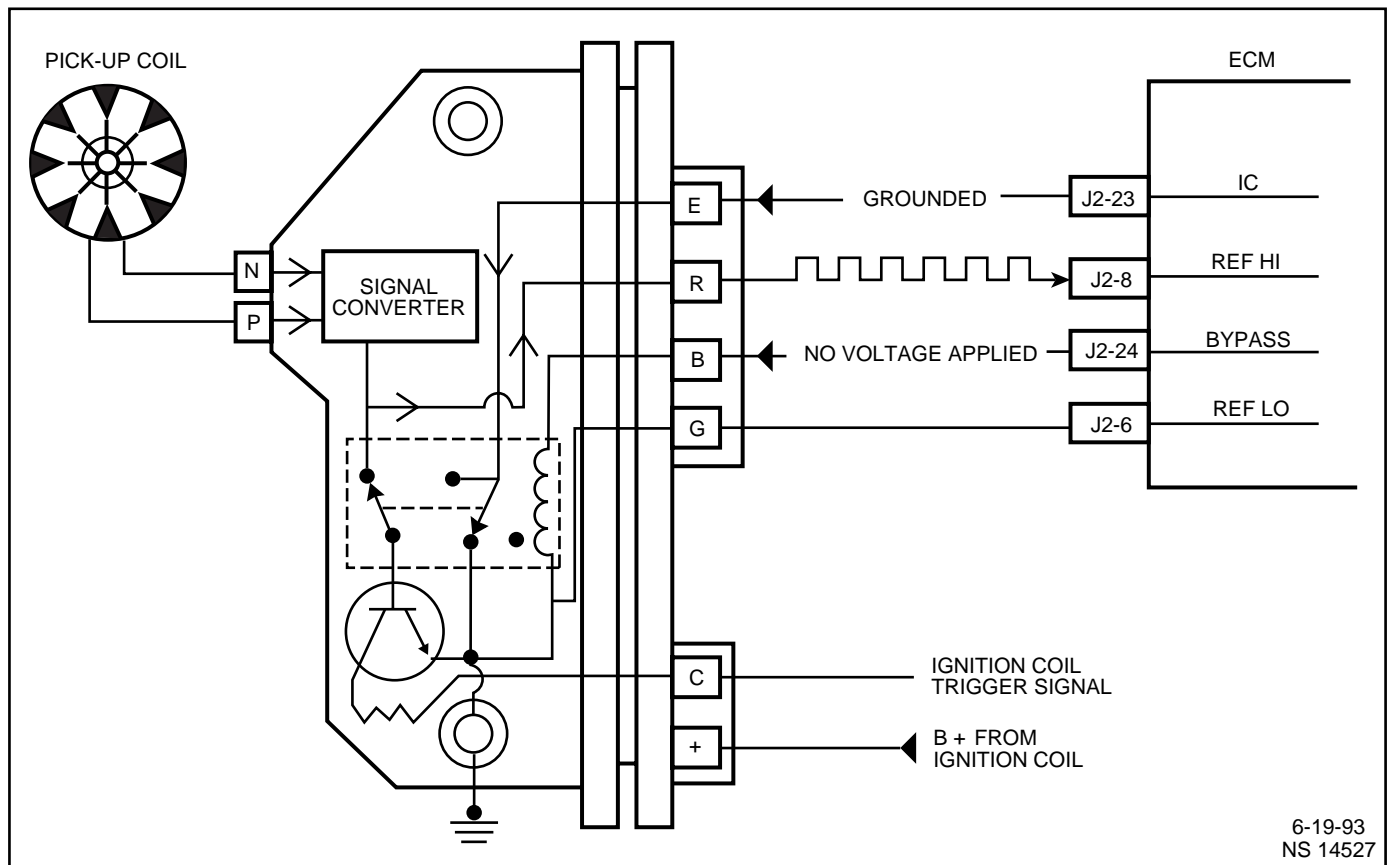 PICK-UP COIL
ECM
E
GROUNDED
J2-23
IC
N
P
SIGNAL
CONVERTER
R
J2-8
REF HI
B
NO VOLTAGE APPLIED
J2-24
BYPASS
G
J2-6
REF LO
C
IGNITION COIL
TRIGGER SIGNAL
+
B + FROM
IGNITION COIL
6-19-93
NS 14527